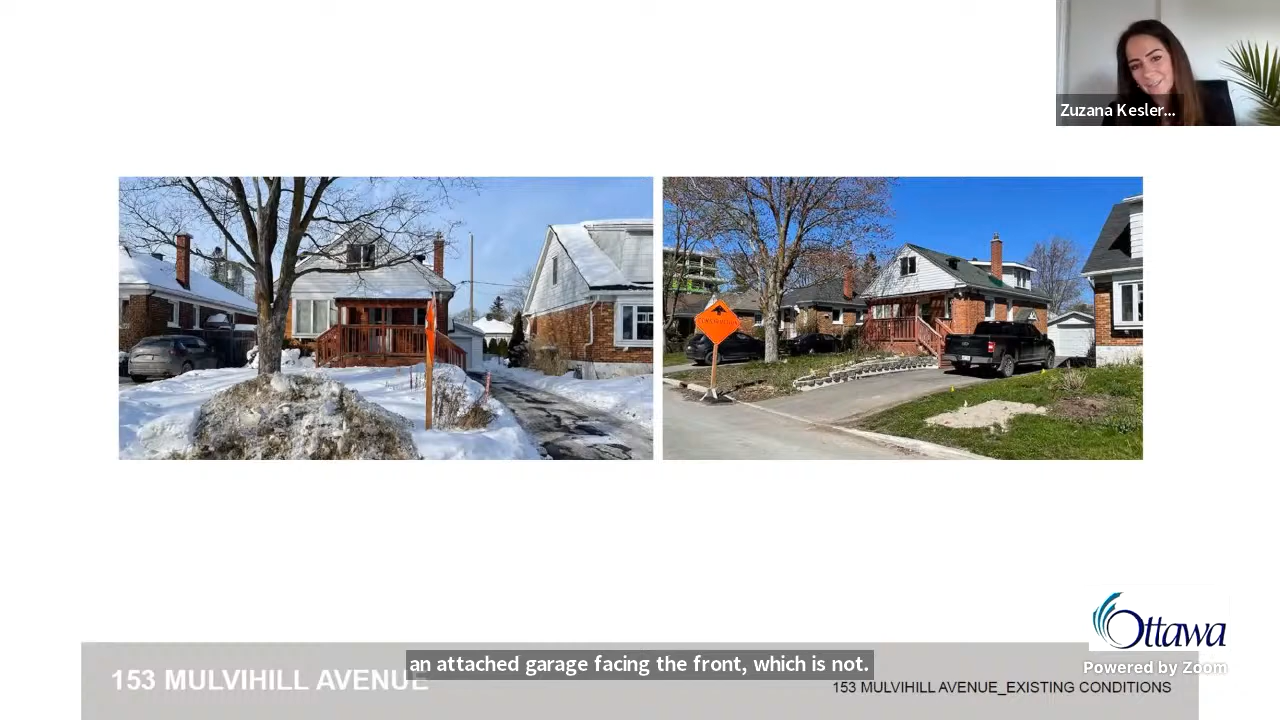 Zuzana Kesler...
CONSTRUCTION
Ottawa
an attached garage facing the front, which is not.
Powered by Zoom
153 MULVIHILL AVENUE
153 MULVIHILL AVENUE_EXISTING CONDITIONS